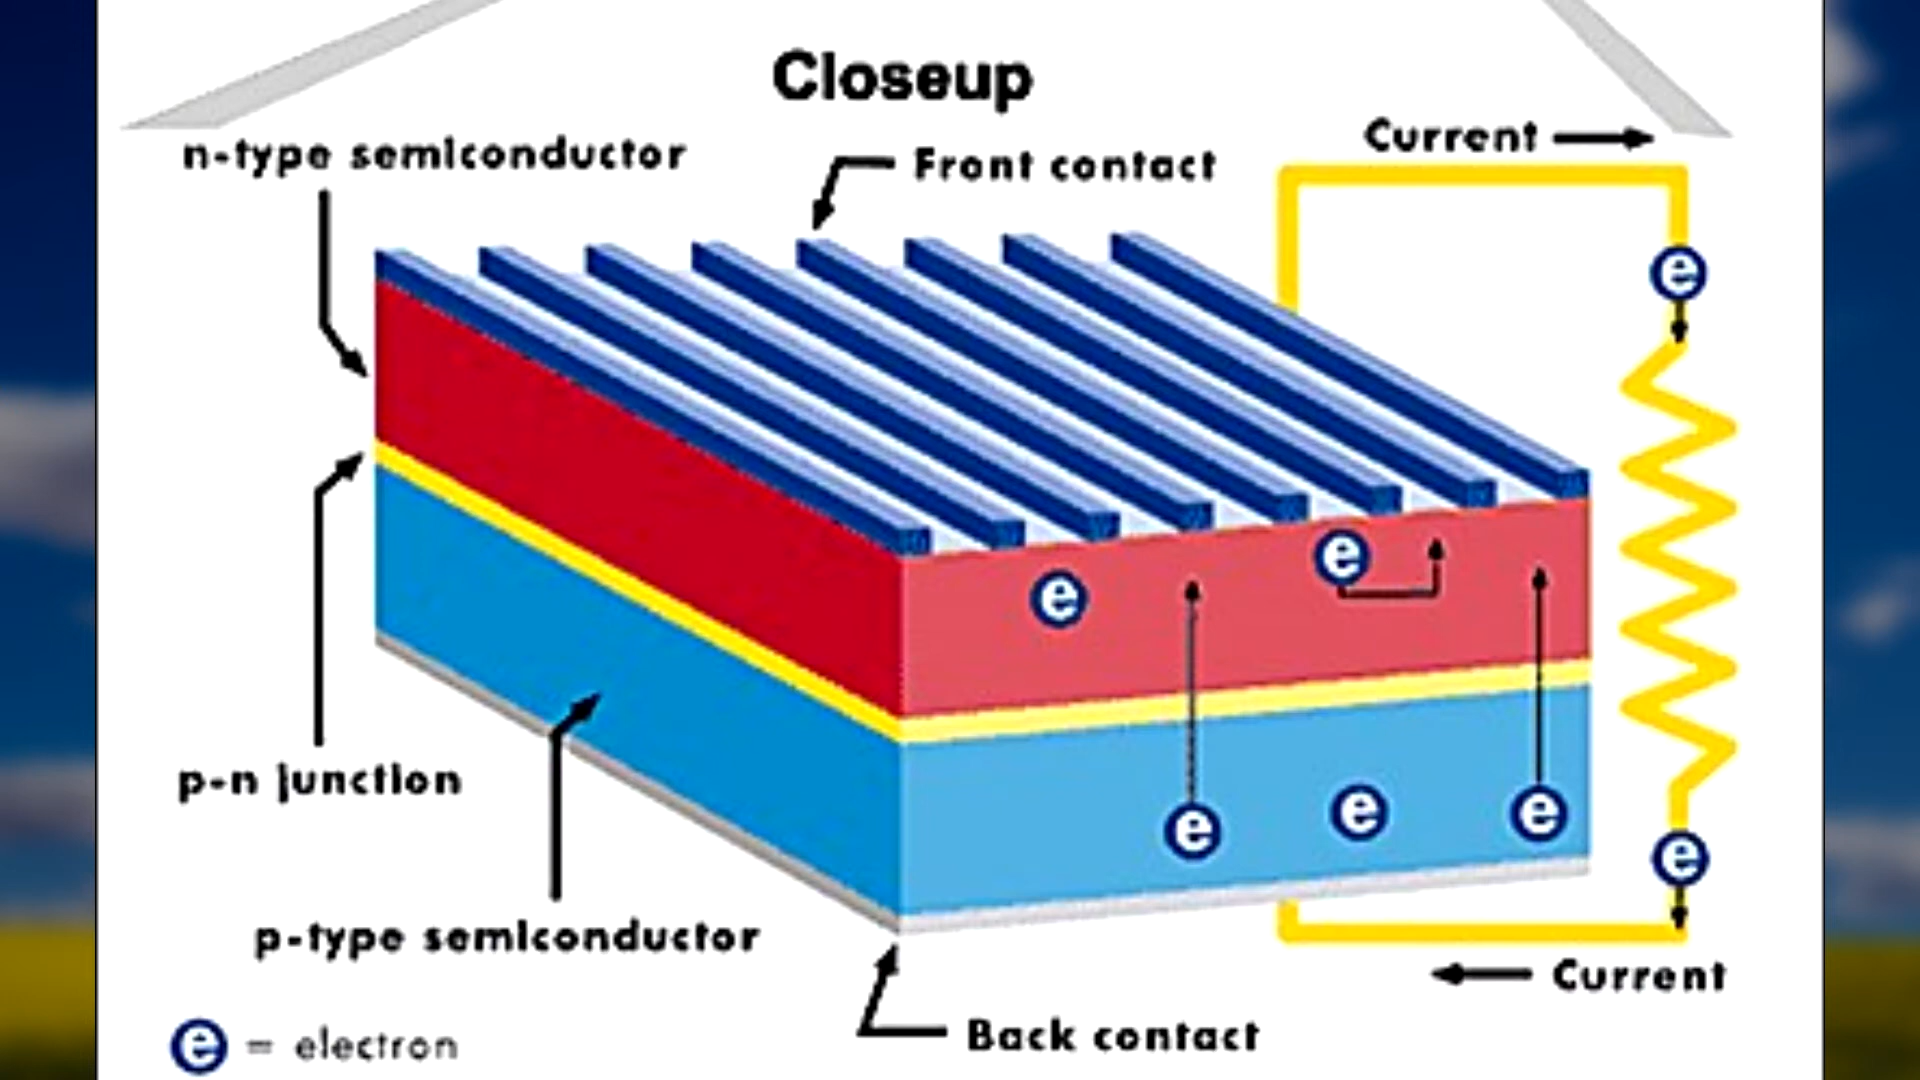 Closeup
n-type semiconductor
Front contact
Current
e
e
e
e
e
e
p-n junction
e
p-type semiconductor
Current
Back contact
e = electron